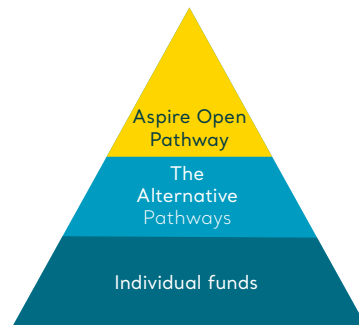 Aspire Open
Pathway
The
Alternative
Pathways
Individual funds